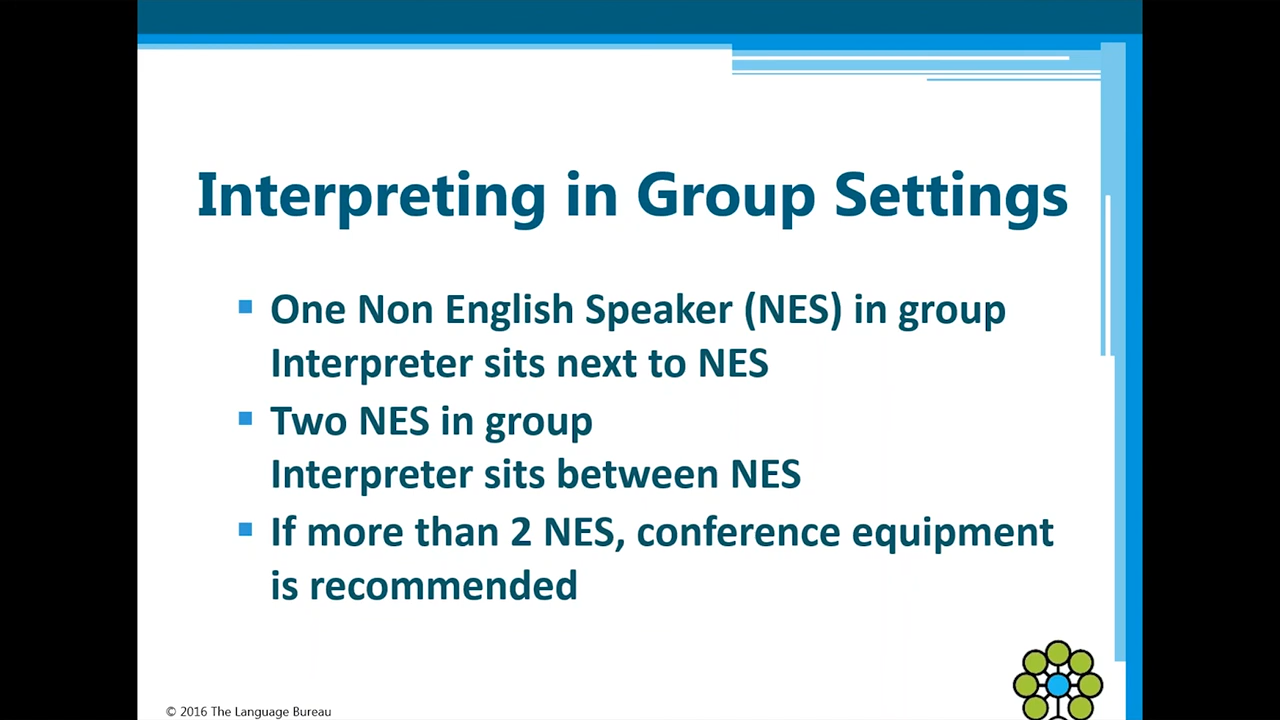 Interpreting in Group Settings
One Non English Speaker (NES) in group
Interpreter sits next to NES
Two NES in group
Interpreter sits between NES
If more than 2 NES, conference equipment
is recommended
© 2016 The Language Bureau